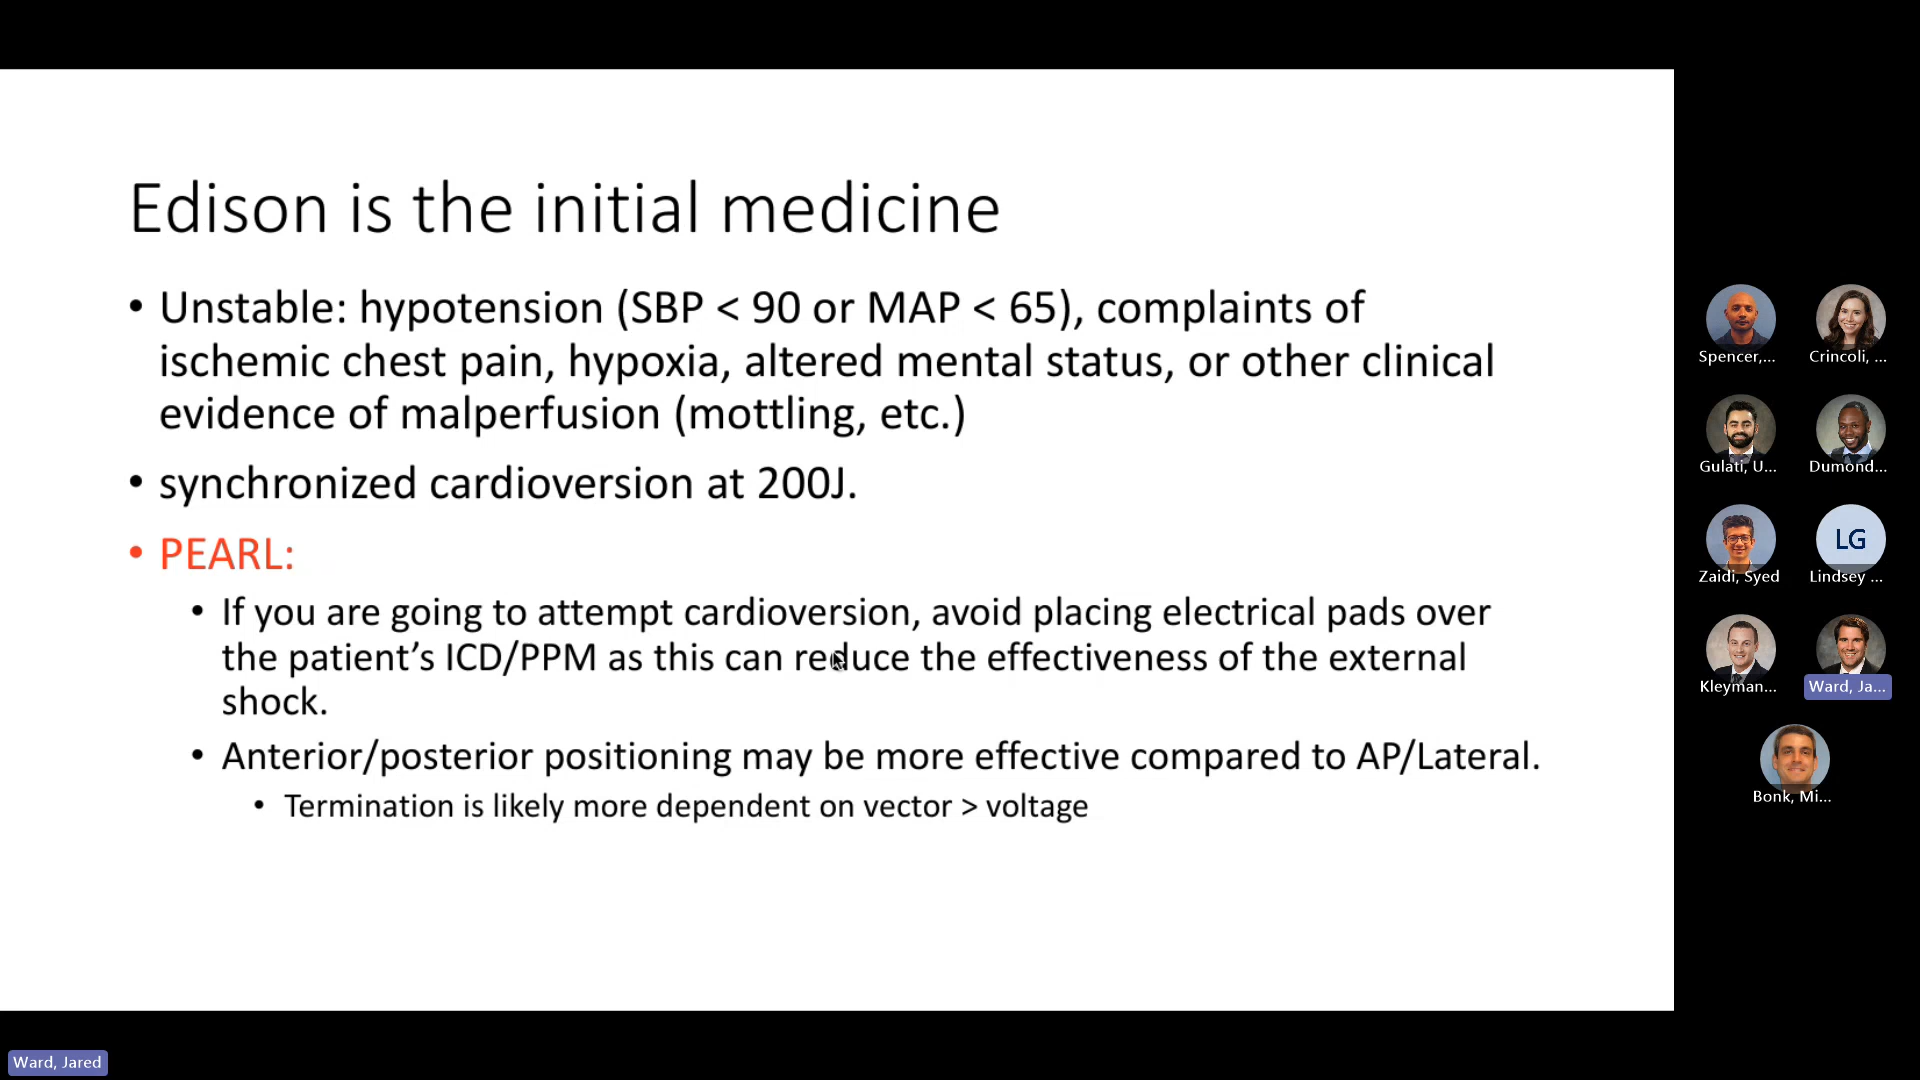 Edison is the initial medicine
• Unstable: hypotension (SBP < 90 or MAP < 65), complaints of
ischemic chest pain, hypoxia, altered mental status, or other clinical
evidence of malperfusion (mottling, etc.)
• synchronized cardioversion at 200J.
• PEARL:
• If you are going to attempt cardioversion, avoid placing electrical pads over
the patient’s ICD/PPM as this can reduce the effectiveness of the external
shock.
• Anterior/posterior positioning may be more effective compared to AP/Lateral.
• Termination is likely more dependent on vector > voltage
Spencer,...
Crincoli, ...
Gulati, U...
Dumond...
Zaidi, Syed
LG
Lindsey ...
Kleyman...
Ward, Ja...
Bonk, Mi...
Ward, Jared